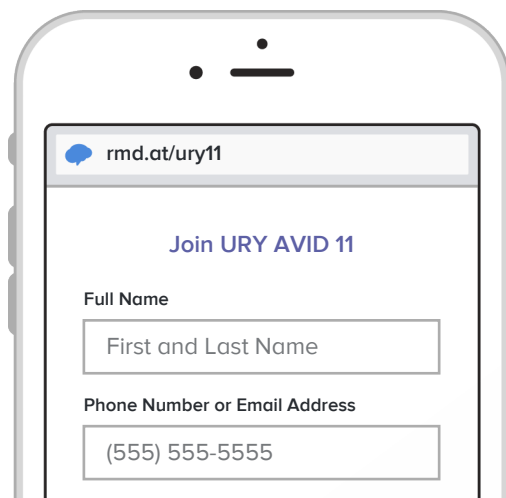 rmd.at/ury11
Join URY AVID 11
Full Name
First and Last Name
Phone Number or Email Address
(555) 555-5555